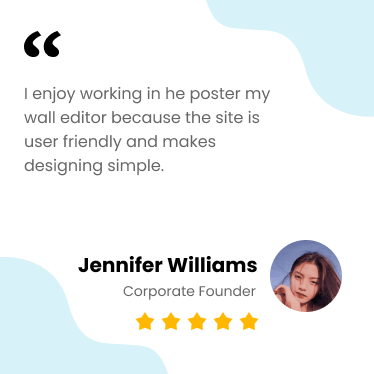 “
I enjoy working in he poster my
wall editor because the site is
user friendly and makes
designing simple.
Jennifer Williams
Corporate Founder